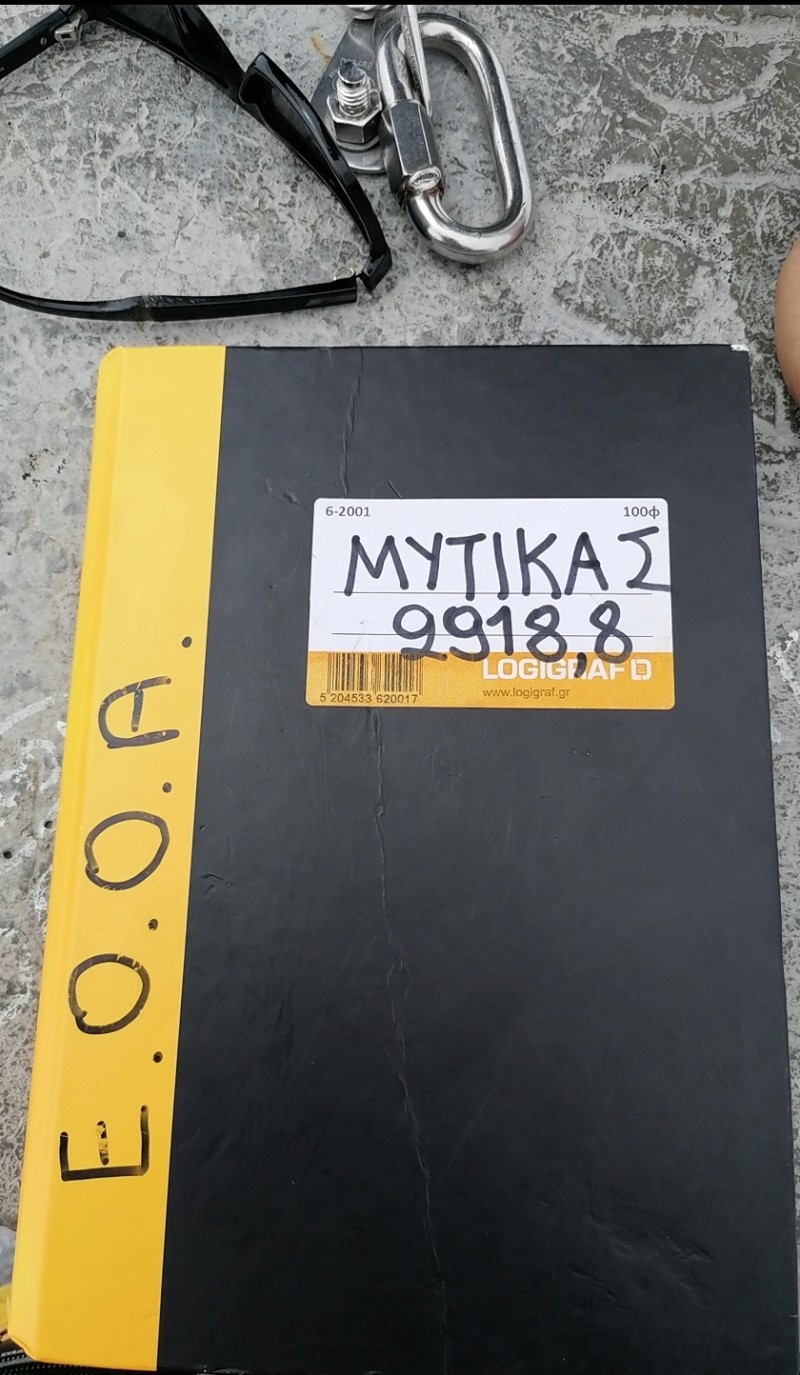 6-2001 100φ
ΜΥΤΙΚΑΣ
2918,8
LOGIGRAF
www.logigraf.gr
5 204533 620017
Ε.Ο.Ο.Α.